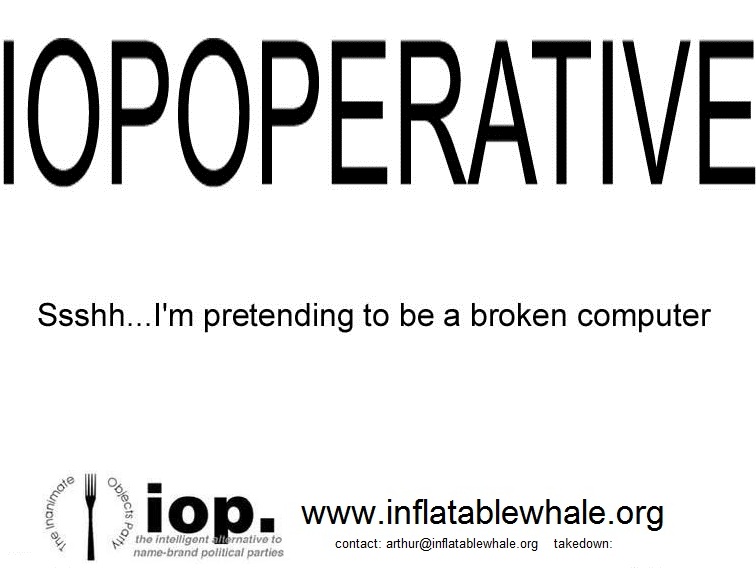 IOPOPERATIVE
Ssshh...I'm pretending to be a broken computer
The Inanimate Objects Party
iop.
the intelligent alternative to
name-brand political parties
www.inflatablewhale.org
contact: arthur@inflatablewhale.org takedown: